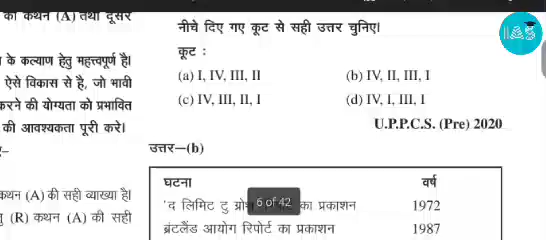 का कथन (A) तथा दूसरे
के कल्याण हेतु महत्त्वपूर्ण है।
ऐसे विकास से है, जो भावी
करने की योग्यता को प्रभावित
की आवश्यकता पूरी करे।
कथन (A) की सही व्याख्या है।
(R) कथन (A) की सही
नीचे दिए गए कूट से सही उत्तर चुनिए।
कूट :
(a) I, IV, III, II (b) IV, II, III, I
(c) IV, III, II, I (d) IV, I, III, I
U.P.P.C.S. (Pre) 2020
उत्तर—(b)
घटना वर्ष
'द लिमिट टु का प्रकाशन 1972
ब्रंटलैंड आयोग रिपोर्ट का प्रकाशन 1987
6 of 42
IAS